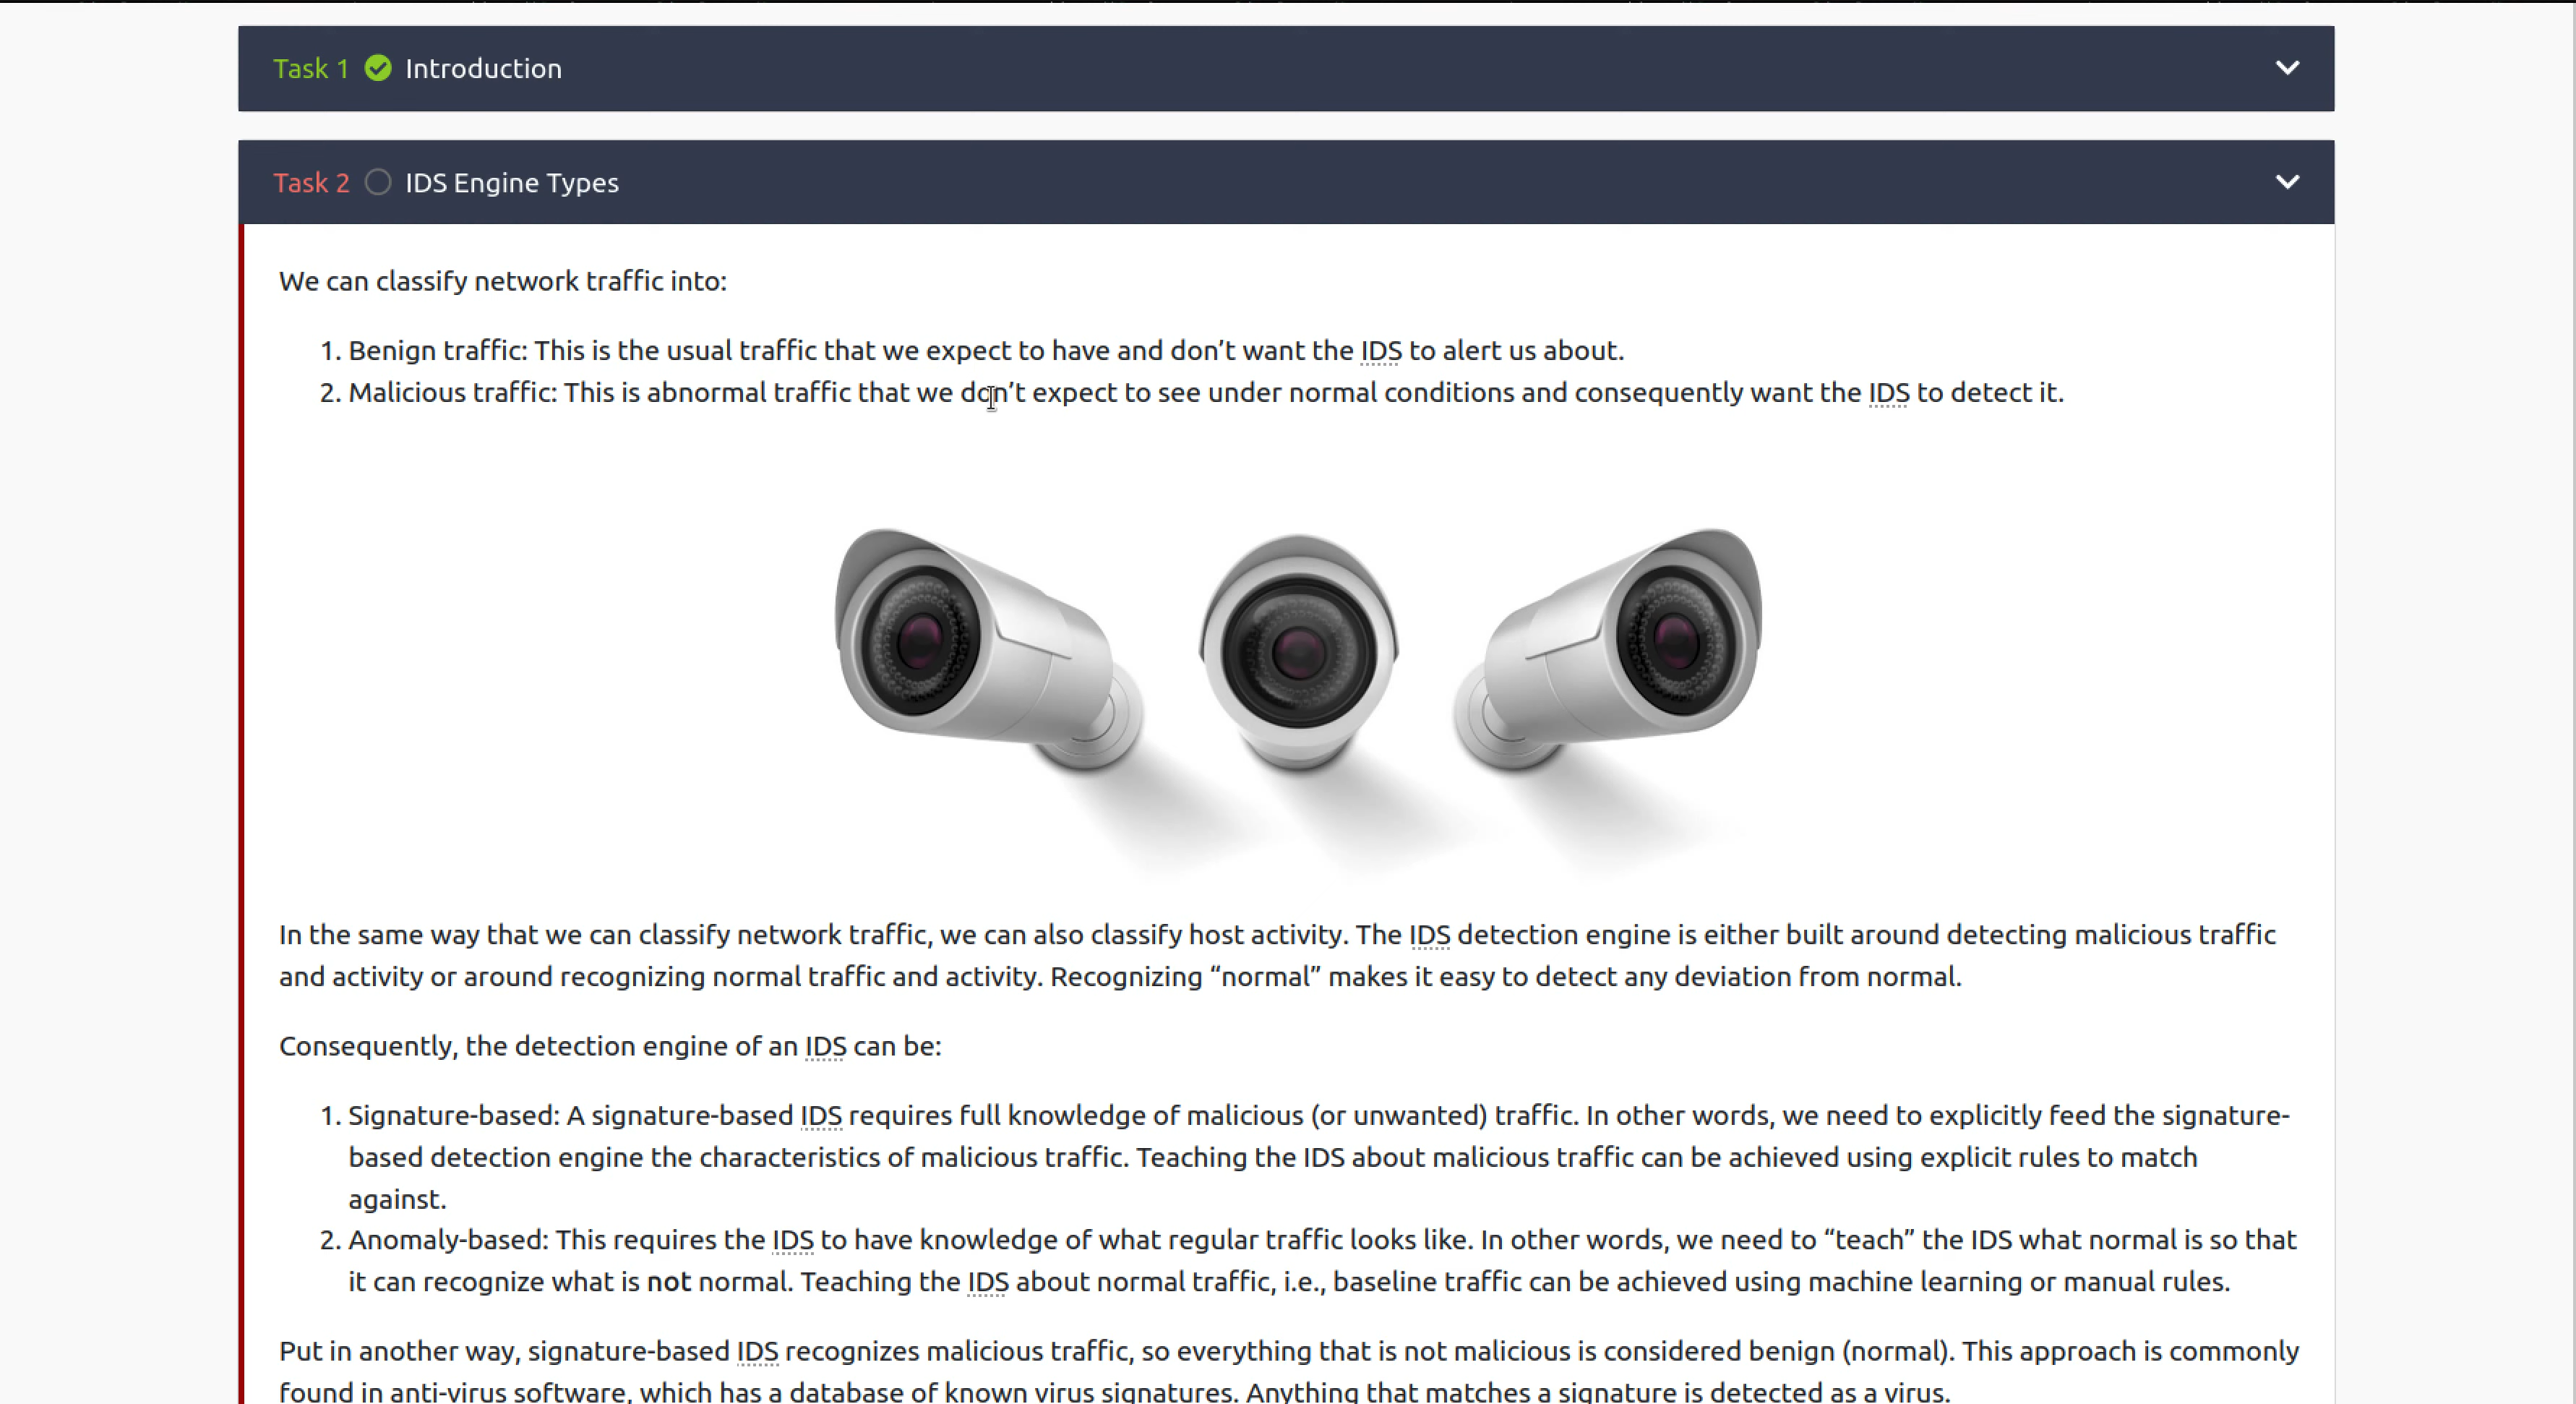 Task 1 Introduction
Task 2 IDS Engine Types
We can classify network traffic into:
1. Benign traffic: This is the usual traffic that we expect to have and don’t want the IDS to alert us about.
2. Malicious traffic: This is abnormal traffic that we don’t expect to see under normal conditions and consequently want the IDS to detect it.
In the same way that we can classify network traffic, we can also classify host activity. The IDS detection engine is either built around detecting malicious traffic
and activity or around recognizing normal traffic and activity. Recognizing “normal” makes it easy to detect any deviation from normal.
Consequently, the detection engine of an IDS can be:
1. Signature-based: A signature-based IDS requires full knowledge of malicious (or unwanted) traffic. In other words, we need to explicitly feed the signature-
based detection engine the characteristics of malicious traffic. Teaching the IDS about malicious traffic can be achieved using explicit rules to match
against.
2. Anomaly-based: This requires the IDS to have knowledge of what regular traffic looks like. In other words, we need to “teach” the IDS what normal is so that
it can recognize what is not normal. Teaching the IDS about normal traffic, i.e., baseline traffic can be achieved using machine learning or manual rules.
Put in another way, signature-based IDS recognizes malicious traffic, so everything that is not malicious is considered benign (normal). This approach is commonly
found in anti-virus software, which has a database of known virus signatures. Anything that matches a signature is detected as a virus.